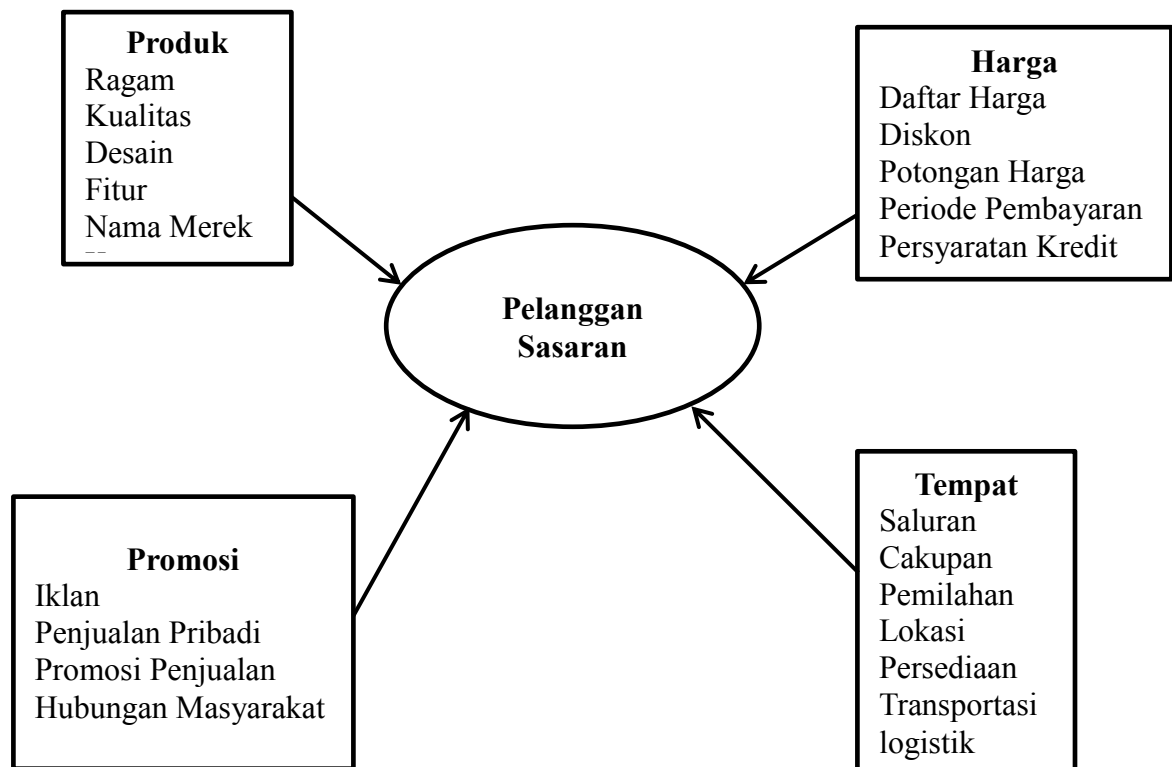 Produk
Ragam
Kualitas
Desain
Fitur
Nama Merek
Harga
Daftar Harga
Diskon
Potongan Harga
Periode Pembayaran
Persyaratan Kredit
Pelanggan
Sasaran
Promosi
Iklan
Penjualan Pribadi
Promosi Penjualan
Hubungan Masyarakat
Tempat
Saluran
Cakupan
Pemilahan
Lokasi
Persediaan
Transportasi
logistik